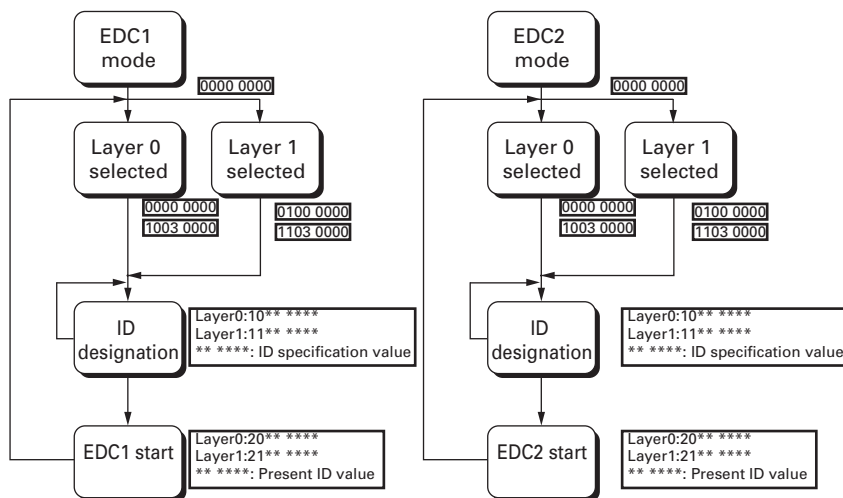 EDC1
mode
0000 0000
Layer 0
selected
Layer 1
selected
0000 0000
1003 0000
0100 0000
1103 0000
ID
designation
Layer0:10** ****
Layer1:11** ****
** ****: ID specification value
EDC1 start
Layer0:20** ****
Layer1:21** ****
** ****: Present ID value
EDC2
mode
0000 0000
Layer 0
selected
Layer 1
selected
0000 0000
1003 0000
0100 0000
1103 0000
ID
designation
Layer0:10** ****
Layer1:11** ****
** ****: ID specification value
EDC2 start
Layer0:20** ****
Layer1:21** ****
** ****: Present ID value